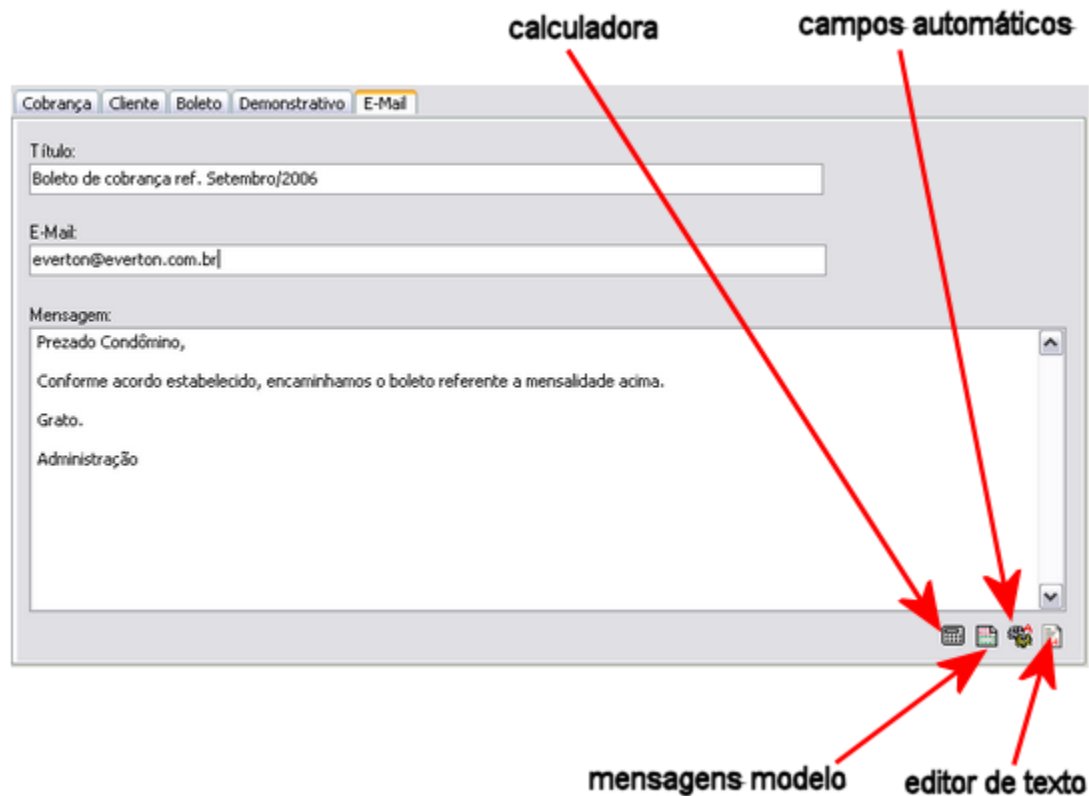 calculadora campos automáticos
Cobrança Cliente Boleto Demonstrativo E-Mail
Título:
Boleto de cobrança ref. Setembro/2006
E-Mail:
everton@everton.com.br
Mensagem:
Prezado Condômino,
Conforme acordo estabelecido, encaminhamos o boleto referente a mensalidade acima.
Grato.
Administração
mensagens modelo editor de texto